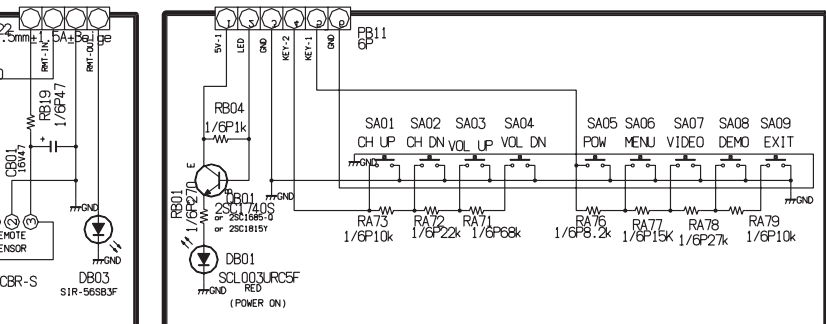 .5mm±1.5A±Beige
RMT-IN
RMT-OUT
RB19
1/6P47
CB01
16V47
GND
EMOTE
ENSOR
CBR-S
GND
DB03
SIR-56SB3F
PB11
6P
5V-1
LED
GND
KEY-2
KEY-1
GND
RB04
1/6P1k
E
B
QB01
2SC1740S
or 2SC1685-Q
or 2SC1815Y
RB01
1/6P270
DB01
SCL003URC5F
RED
(POWER ON)
GND
GND
GND
SA01
CH UP
SA02
CH DN
SA03
VOL UP
SA04
VOL DN
SA05
POW
SA06
MENU
SA07
VIDEO
SA08
DEMO
SA09
EXIT
GND
RA73
1/6P10k
RA72
1/6P22k
RA71
1/6P68k
RA76
1/6P8.2k
RA77
1/6P15K
RA78
1/6P27k
RA79
1/6P10k